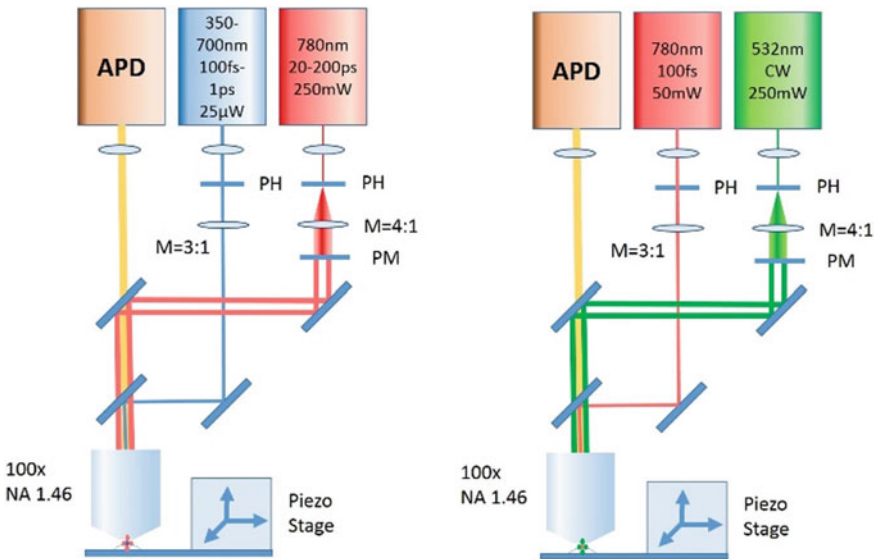 APD
350-
700nm
100fs-
1ps
25µW
780nm
20-200ps
250mW
PH
PH
M=3:1
M=4:1
PM
100x
NA 1.46
Piezo
Stage
APD
780nm
100fs
50mW
532nm
CW
250mW
PH
PH
M=3:1
M=4:1
PM
100x
NA 1.46
Piezo
Stage